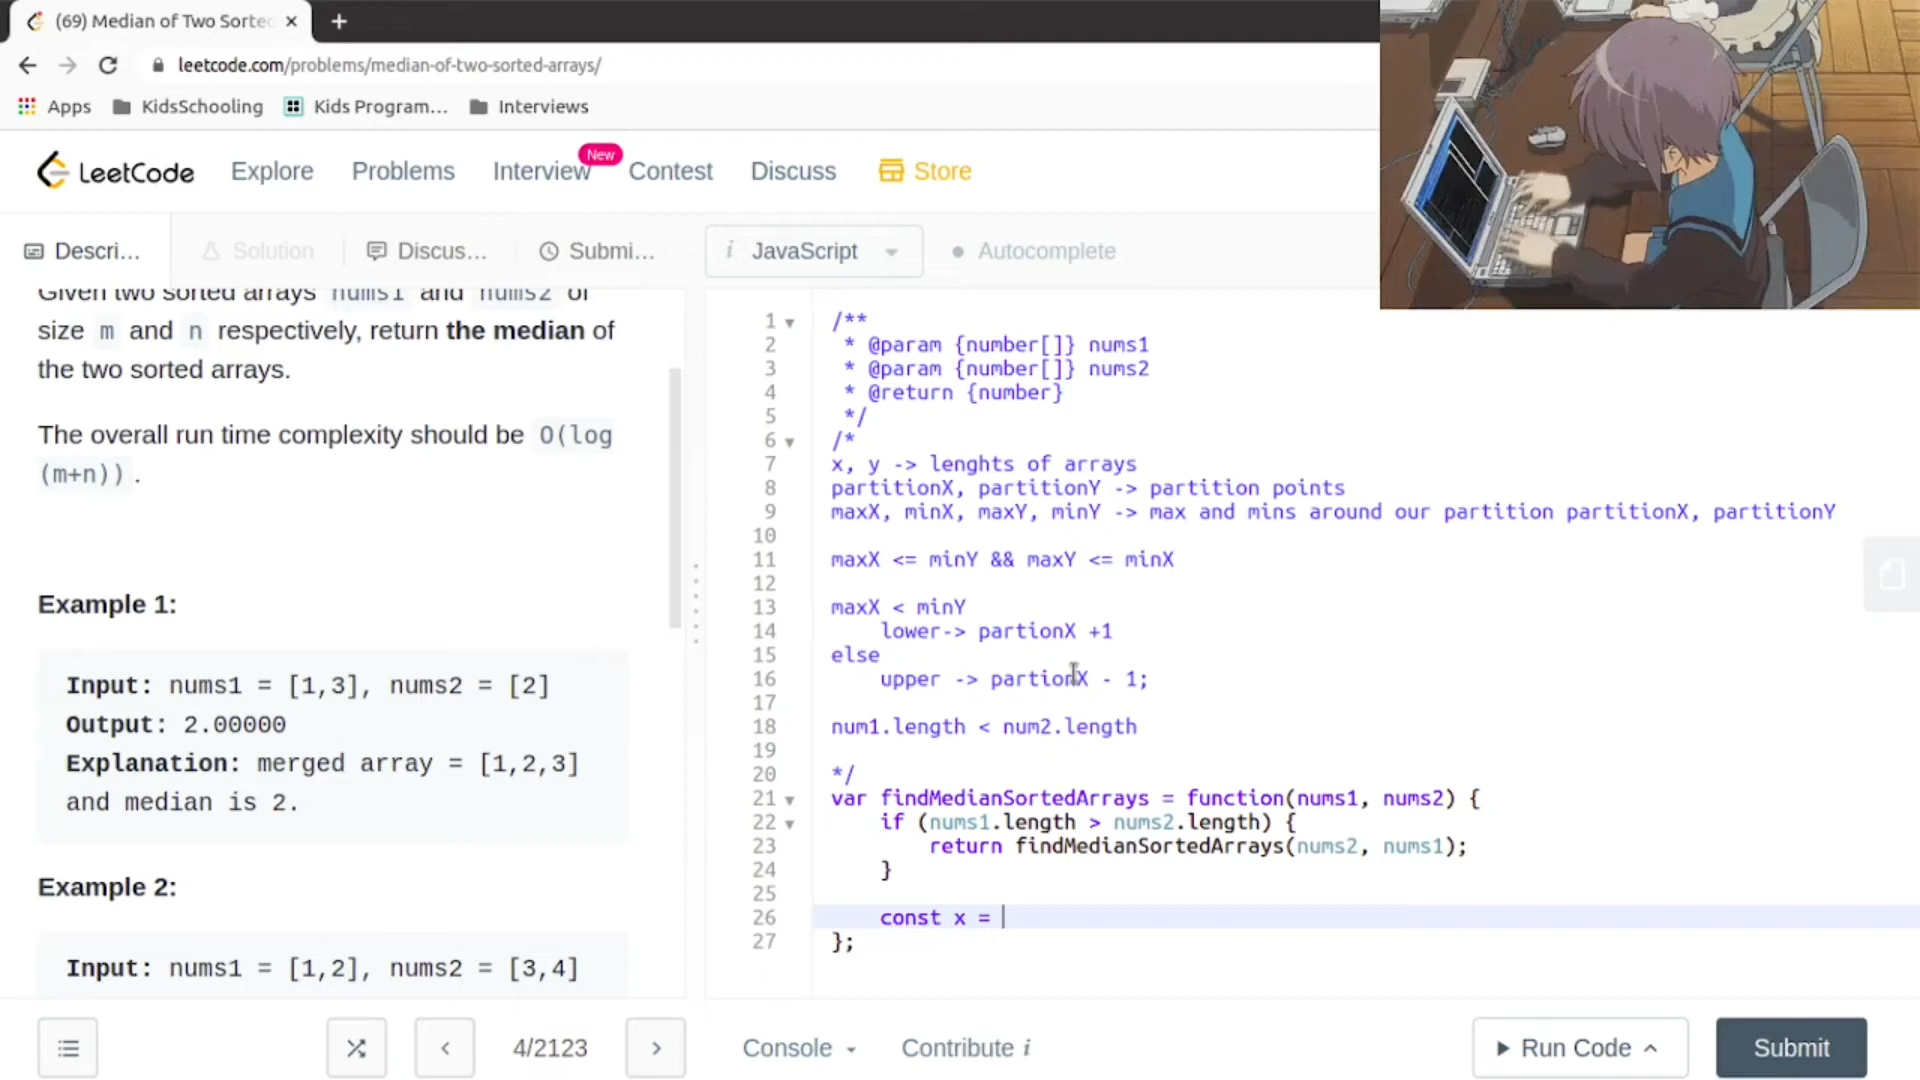 (69) Median of Two Sorted
leetcode.com/problems/median-of-two-sorted-arrays/
Apps KidsSchooling Kids Program... Interviews
LeetCode Explore Problems Interview New Contest Discuss Store
Descri... Solution Discus... Submi... i JavaScript Autocomplete
Given two sorted arrays nums1 and nums2 of
size m and n respectively, return the median of
the two sorted arrays.
The overall run time complexity should be O(log
(m+n)) .
Example 1:
Input: nums1 = [1,3], nums2 = [2]
Output: 2.00000
Explanation: merged array = [1,2,3]
and median is 2.
Example 2:
Input: nums1 = [1,2], nums2 = [3,4]
1 /**
2 * @param {number[]} nums1
3 * @param {number[]} nums2
4 * @return {number}
5 */
6 /*
7 x, y -> lenghts of arrays
8 partitionX, partitionY -> partition points
9 maxX, minX, maxY, minY -> max and mins around our partition partitionX, partitionY
10
11 maxX <= minY && maxY <= minX
12
13 maxX < minY
14 lower-> partionX +1
15 else
16 upper -> partionX - 1;
17
18 num1.length < num2.length
19
20 */
21 var findMedianSortedArrays = function(nums1, nums2) {
22 if (nums1.length > nums2.length) {
23 return findMedianSortedArrays(nums2, nums1);
24 }
25
26 const x =
27 };
4/2123 Console Contribute i Run Code Submit